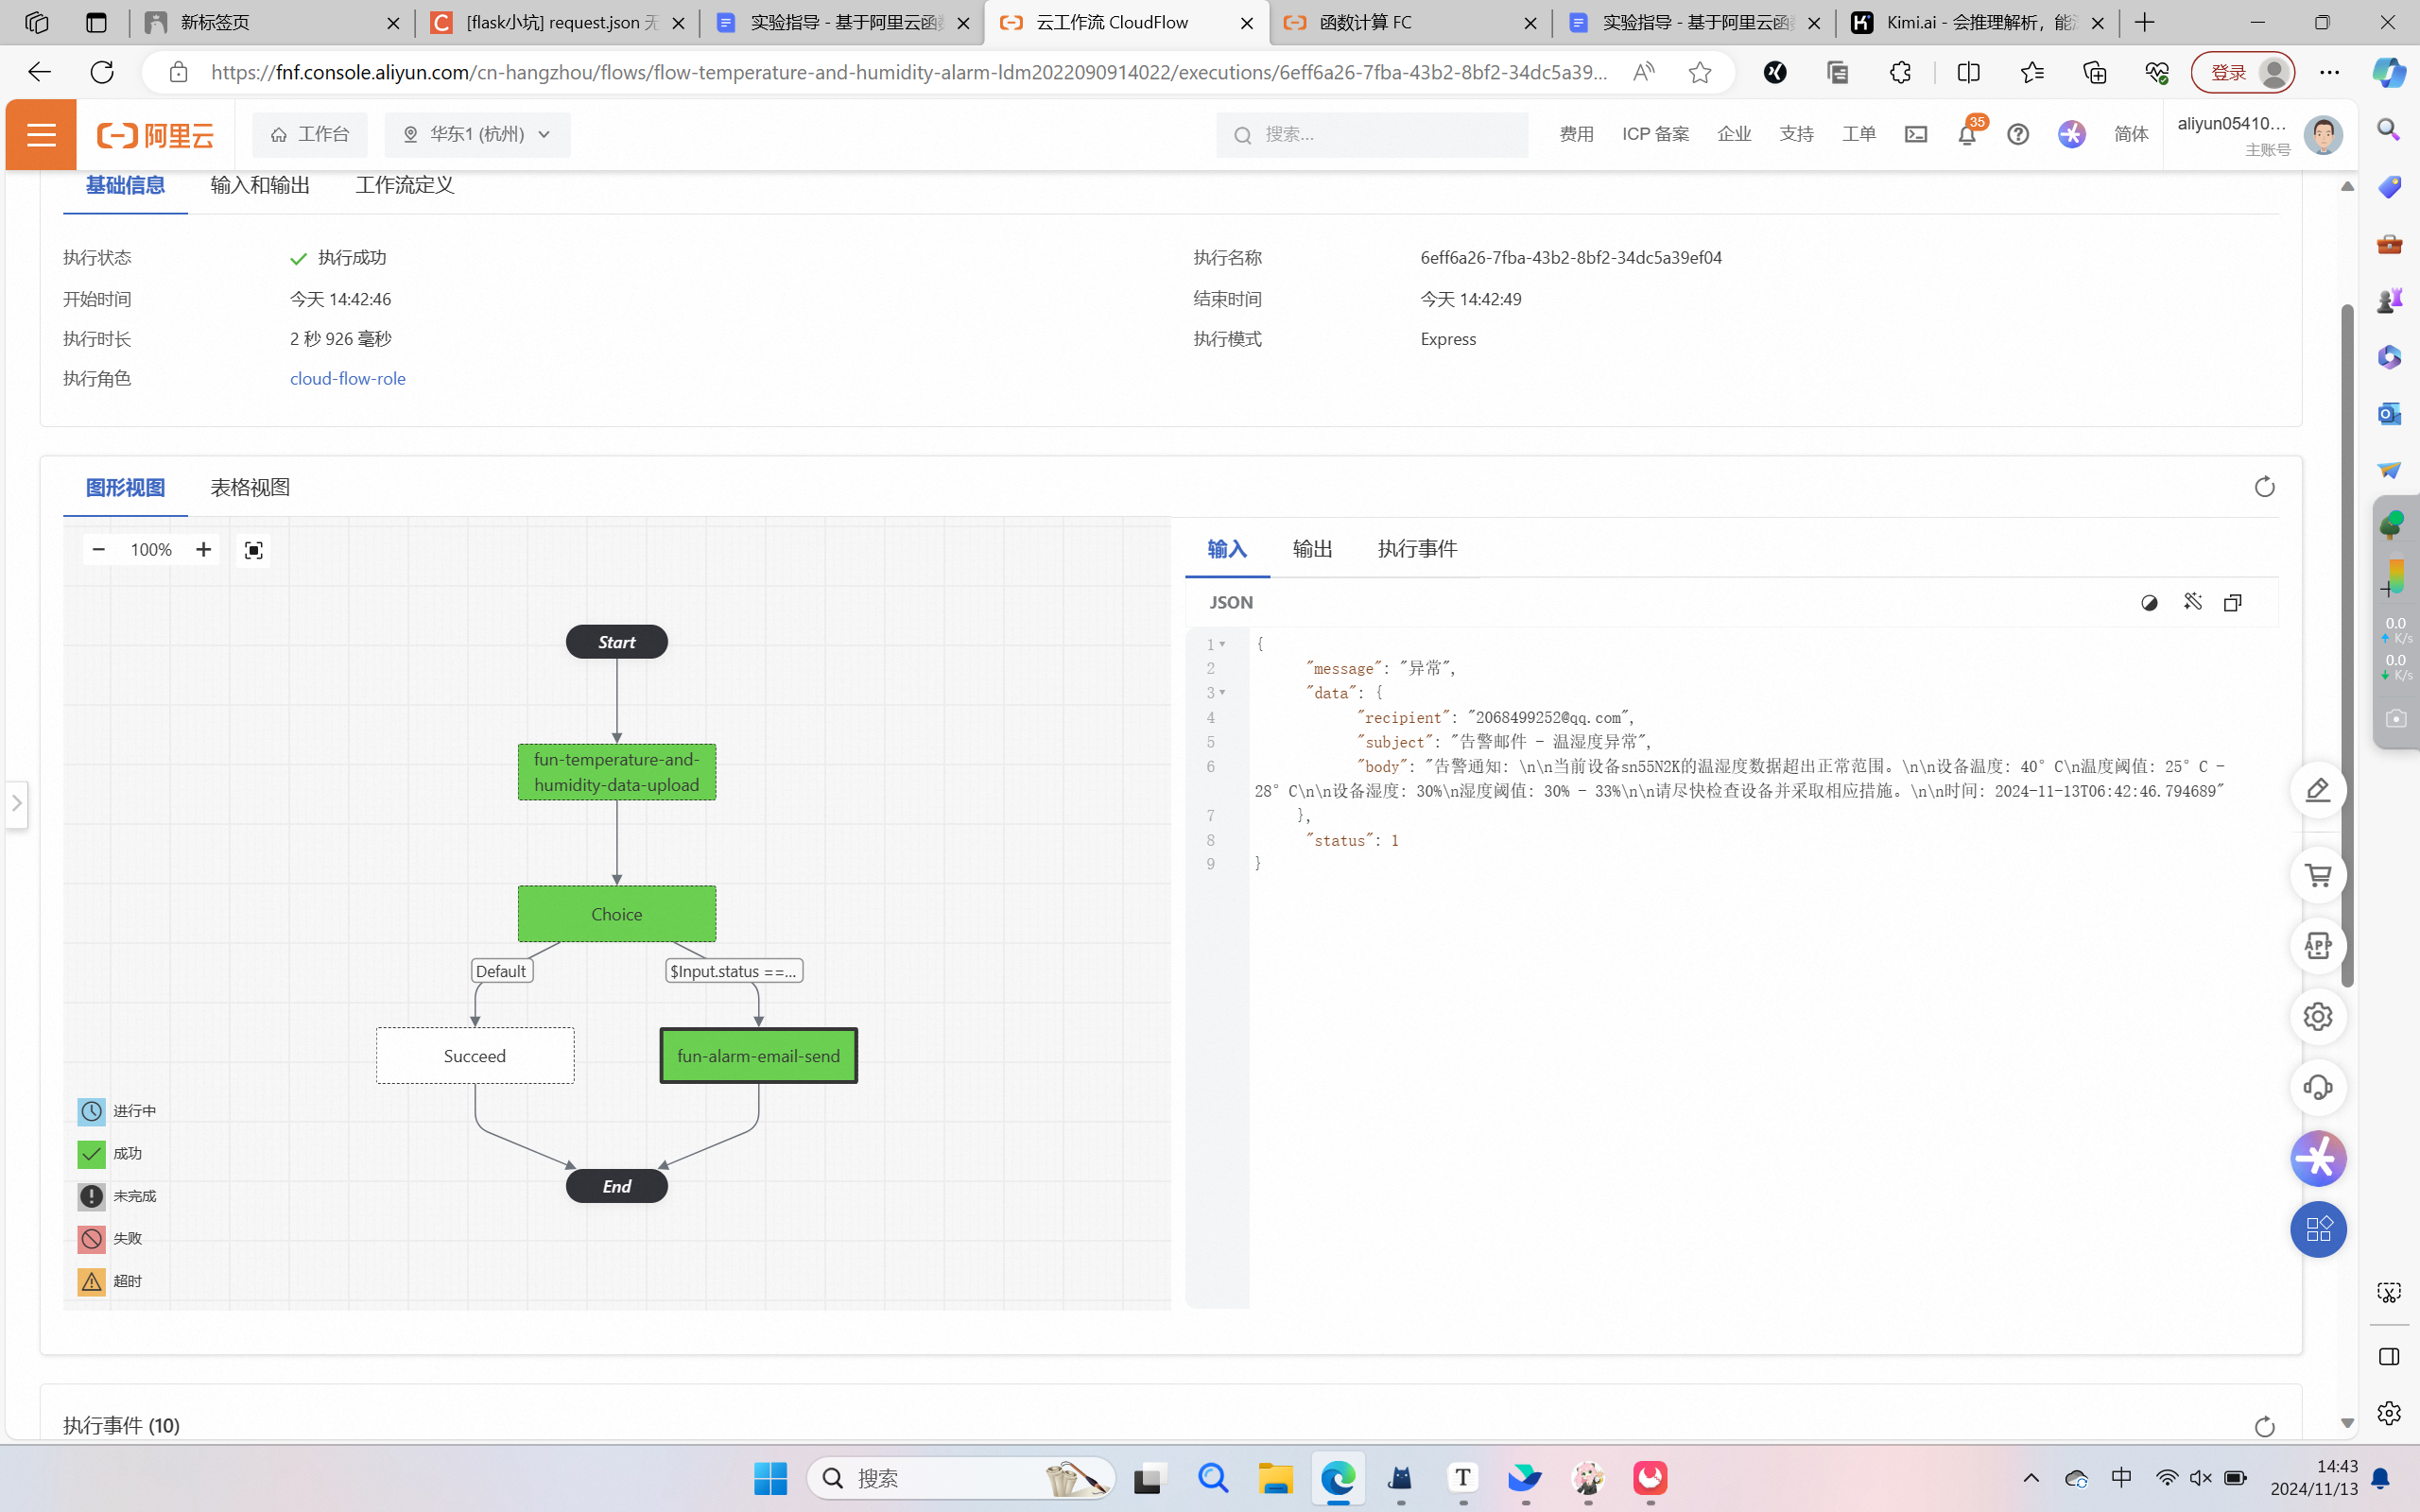 新标签页
[flask小坑] request.json 无
实验指导 - 基于阿里云函
云工作流 CloudFlow
函数计算 FC
实验指导 - 基于阿里云函
Kimi.ai - 会推理解析，能
https://fnf.console.aliyun.com/cn-hangzhou/flows/flow-temperature-and-humidity-alarm-ldm2022090914022/executions/6eff6a26-7fba-43b2-8bf2-34dc5a39...
登录
阿里云
工作台
华东1 (杭州)
搜索...
费用
ICP 备案
企业
支持
工单
35
简体
aliyun05410...
主账号
基础信息
输入和输出
工作流定义
执行状态
执行成功
执行名称
6eff6a26-7fba-43b2-8bf2-34dc5a39ef04
开始时间
今天 14:42:46
结束时间
今天 14:42:49
执行时长
2 秒 926 毫秒
执行模式
Express
执行角色
cloud-flow-role
图形视图
表格视图
100%
输入
输出
执行事件
JSON
Start
fun-temperature-and-
humidity-data-upload
Choice
Default
$Input.status ==...
Succeed
fun-alarm-email-send
End
进行中
成功
未完成
失败
超时
1 {
2 "message": "异常",
3 "data": {
4 "recipient": "2068499252@qq.com",
5 "subject": "告警邮件 - 温湿度异常",
6 "body": "告警通知: \n\n当前设备sn55N2K的温湿度数据超出正常范围。\n\n设备温度: 40°C\n温度阈值: 25°C -
28°C\n\n设备湿度: 30%\n湿度阈值: 30% - 33%\n\n请尽快检查设备并采取相应措施。\n\n时间: 2024-11-13T06:42:46.794689"
7 },
8 "status": 1
9 }
APP
0.0
K/s
0.0
K/s
执行事件 (10)
搜索
中
14:43
2024/11/13